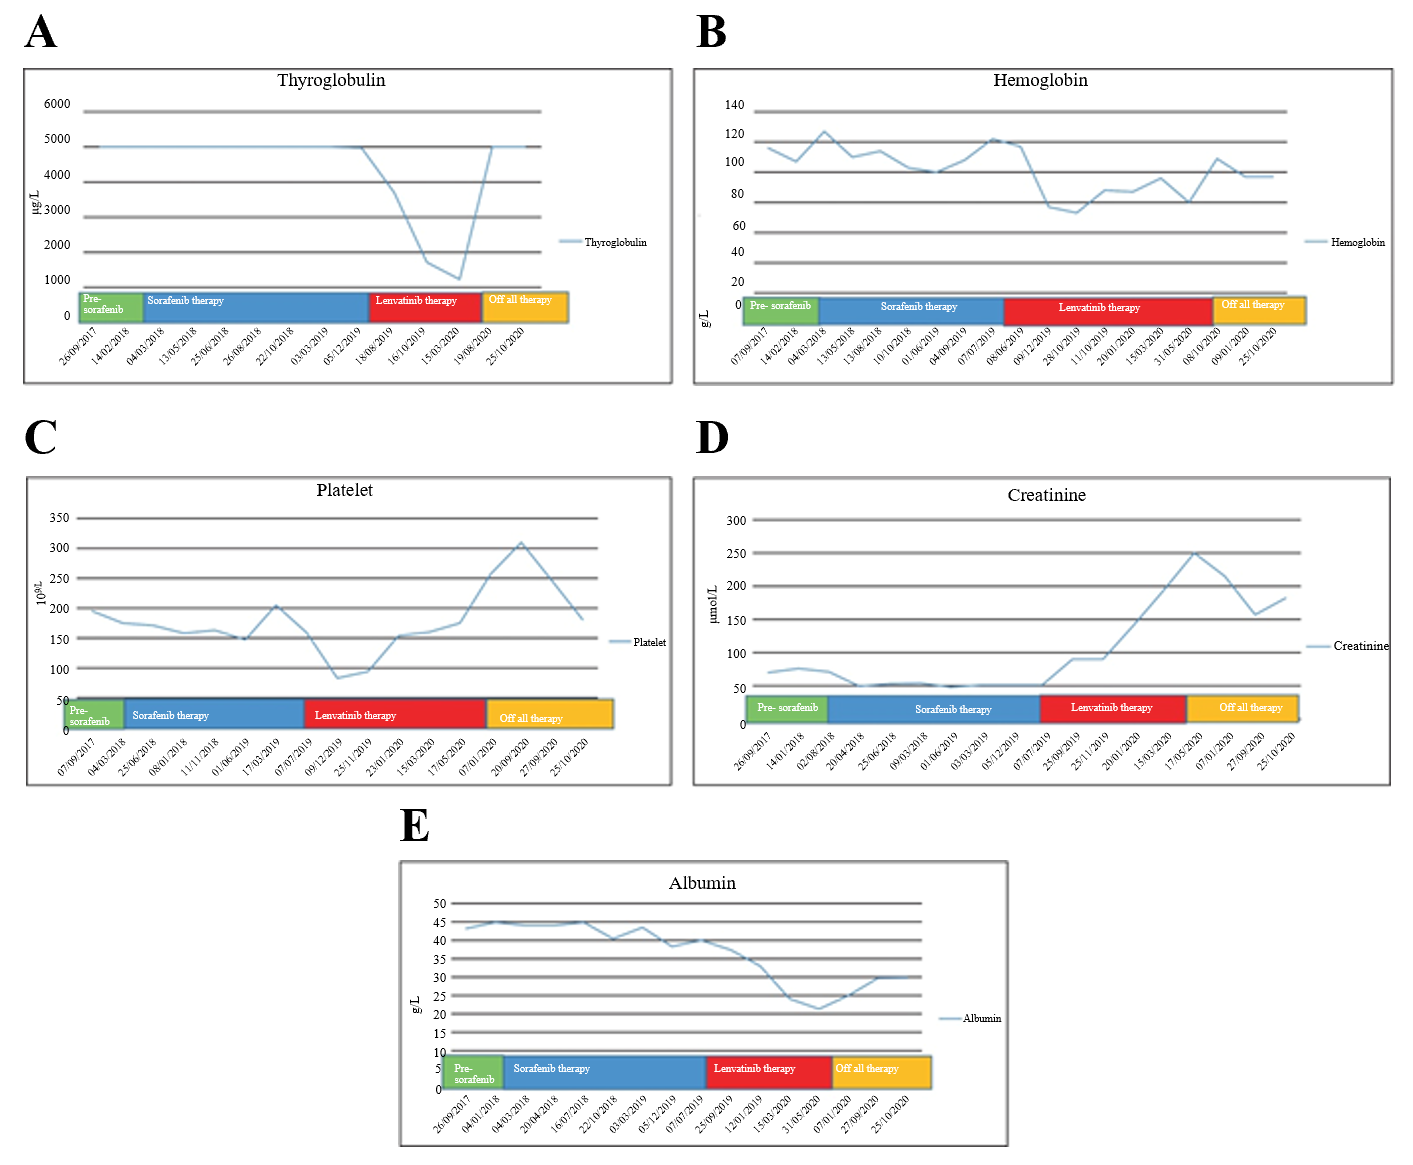 A
Thyroglobulin
6000
5000
4000
3000
2000
1000
0
µg/L
Thyroglobulin
Pre-
sorafenib
Sorafenib therapy
Lenvatinib therapy
Off all therapy
26/09/2017
14/02/2018
04/03/2018
13/05/2018
25/06/2018
26/08/2018
22/10/2018
03/03/2019
05/12/2019
18/08/2019
16/10/2019
15/03/2020
19/08/2020
25/10/2020
B
Hemoglobin
140
120
100
80
60
40
20
0
g/L
Hemoglobin
Pre- sorafenib
Sorafenib therapy
Lenvatinib therapy
Off all therapy
07/09/2017
14/02/2018
04/03/2018
13/05/2018
13/08/2018
10/10/2018
01/06/2019
04/09/2019
07/07/2019
08/06/2019
09/12/2019
28/10/2019
11/10/2019
20/01/2020
15/03/2020
31/05/2020
08/10/2020
09/01/2020
25/10/2020
C
Platelet
350
300
250
200
150
100
50
0
10⁹/L
Platelet
Pre-
sorafenib
Sorafenib therapy
Lenvatinib therapy
Off all therapy
07/09/2017
04/03/2018
25/06/2018
08/01/2018
11/11/2018
01/06/2019
17/03/2019
07/07/2019
09/12/2019
25/11/2019
23/01/2020
15/03/2020
17/05/2020
07/01/2020
20/09/2020
27/09/2020
25/10/2020
D
Creatinine
300
250
200
150
100
50
0
µmol/L
Creatinine
Pre- sorafenib
Sorafenib therapy
Lenvatinib therapy
Off all therapy
26/09/2017
14/01/2018
02/08/2018
20/04/2018
25/06/2018
09/03/2018
01/06/2019
03/03/2019
05/12/2019
07/07/2019
25/09/2019
25/11/2019
20/01/2020
15/03/2020
17/05/2020
07/01/2020
27/09/2020
25/10/2020
E
Albumin
50
45
40
35
30
25
20
15
10
5
0
g/L
Albumin
Pre-
sorafenib
Sorafenib therapy
Lenvatinib therapy
Off all therapy
26/09/2017
04/01/2018
04/03/2018
20/04/2018
16/07/2018
22/10/2018
03/03/2019
05/12/2019
07/07/2019
25/09/2019
12/01/2019
15/03/2020
31/05/2020
07/01/2020
27/09/2020
25/10/2020